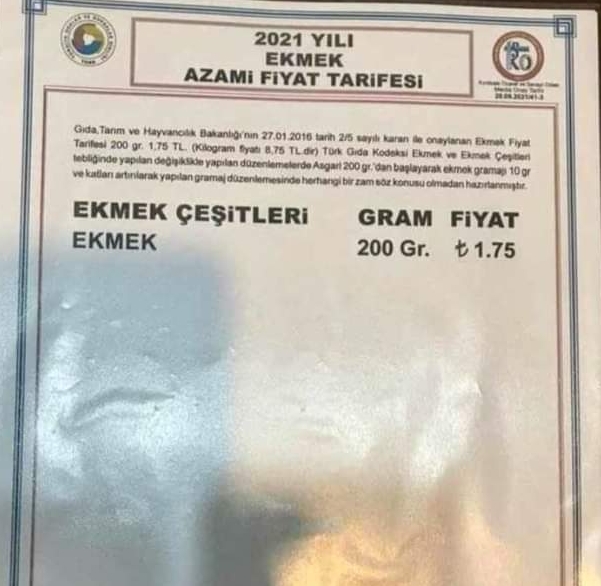 2021 YILI
EKMEK
AZAMİ FİYAT TARİFESİ
Gıda,Tarım ve Hayvancılık Bakanlığı'nın 27.01.2016 tarih 2/5 sayılı kararı ile onaylanan Ekmek Fiyat
Tarifesi 200 gr. 1,75 TL. (Kilogram fiyatı 8,75 TL.dir) Türk Gıda Kodeksi Ekmek ve Ekmek Çeşitleri
tebliğinde yapılan değişiklikle yapılan düzenlemelerde Asgari 200 gr.'dan başlayarak ekmek gramajı 10 gr
ve katları artırılarak yapılan gramaj düzenlemesinde herhangi bir zam söz konusu olmadan hazırlanmıştır.
EKMEK ÇEŞİTLERİ GRAM FİYAT
EKMEK 200 Gr. ₺1.75